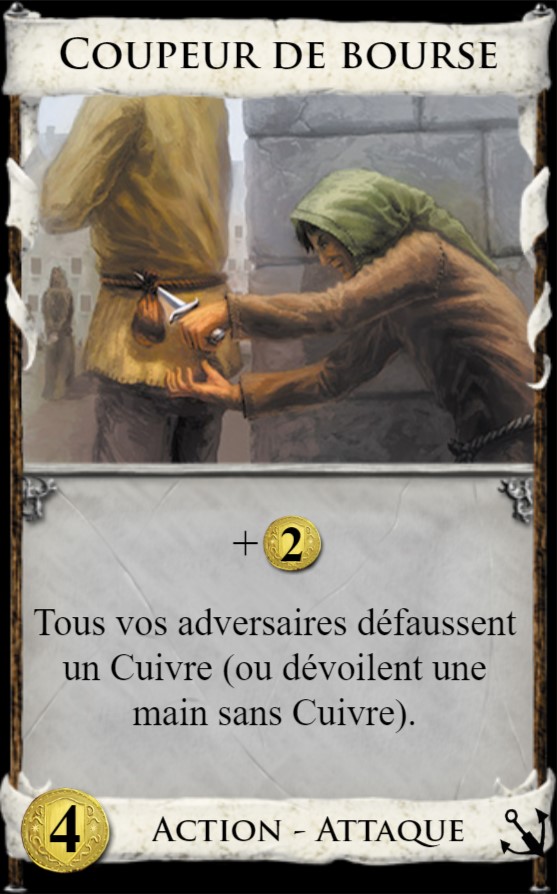 Coupeur de bourse
+2
Tous vos adversaires défaussent
un Cuivre (ou dévoilent une
main sans Cuivre).
4
Action - Attaque